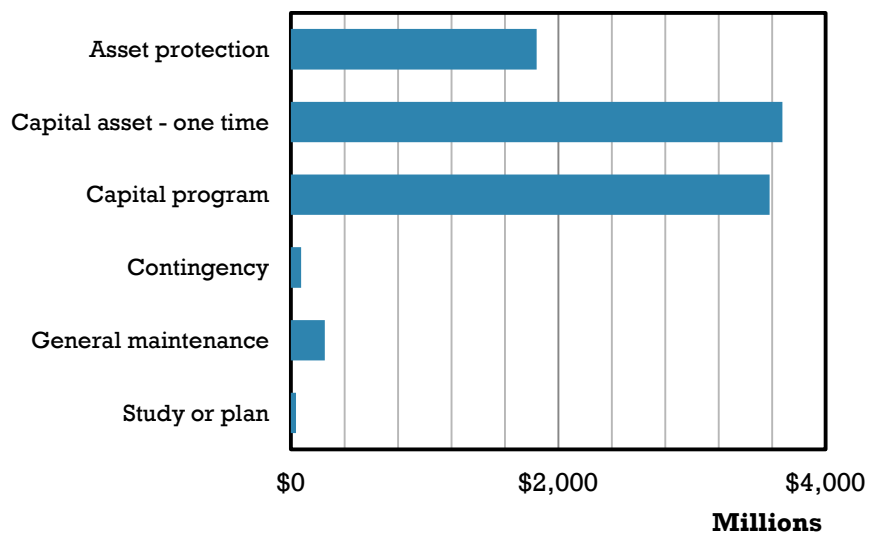 Asset protection
Capital asset - one time
Capital program
Contingency
General maintenance
Study or plan
$0 $2,000 $4,000
Millions